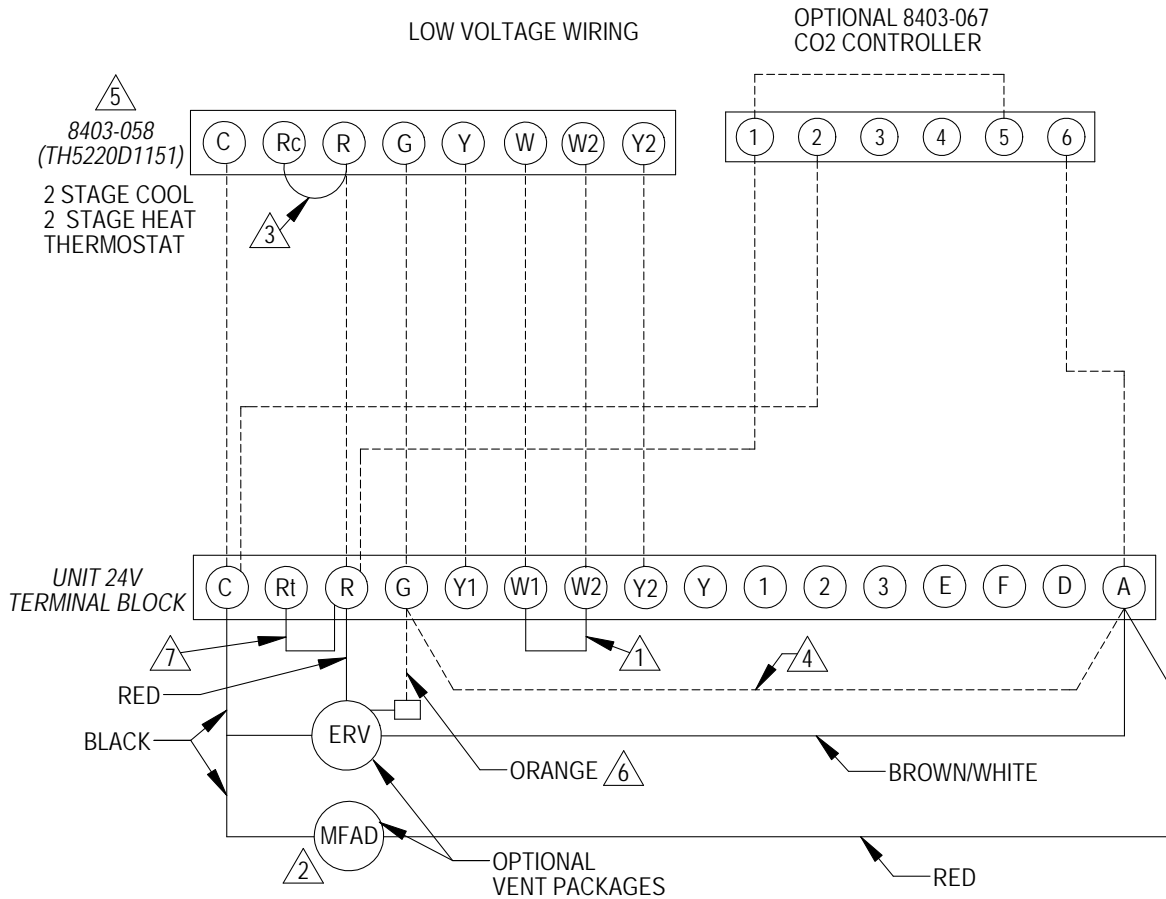 LOW VOLTAGE WIRING
OPTIONAL 8403-067
CO2 CONTROLLER
5
8403-058
(TH5220D1151)
2 STAGE COOL
2 STAGE HEAT
THERMOSTAT
C Rc R G Y W W2 Y2
1 2 3 4 5 6
3
UNIT 24V
TERMINAL BLOCK
C Rt R G Y1 W1 W2 Y2 Y 1 2 3 E F D A
7
1
4
RED
BLACK
ERV
ORANGE 6
BROWN/WHITE
MFAD
2
OPTIONAL
VENT PACKAGES
RED